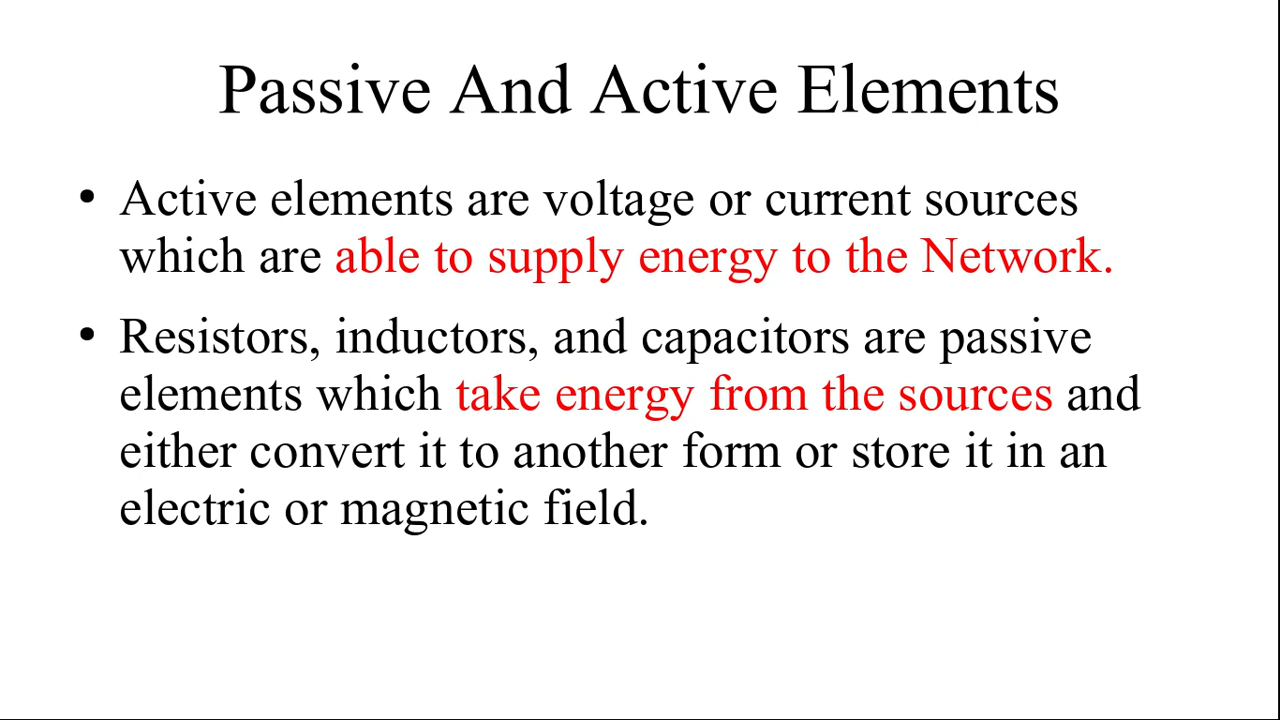 Passive And Active Elements
• Active elements are voltage or current sources
which are able to supply energy to the Network.
• Resistors, inductors, and capacitors are passive
elements which take energy from the sources and
either convert it to another form or store it in an
electric or magnetic field.